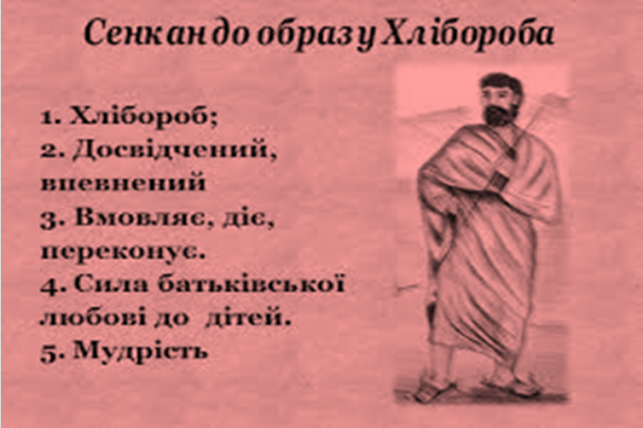 Сенкан до образу Хлібороба
1. Хлібороб;
2. Досвідчений,
впевнений
3. Вмовляє, діє,
переконує.
4. Сила батьківської
любові до дітей.
5. Мудрість